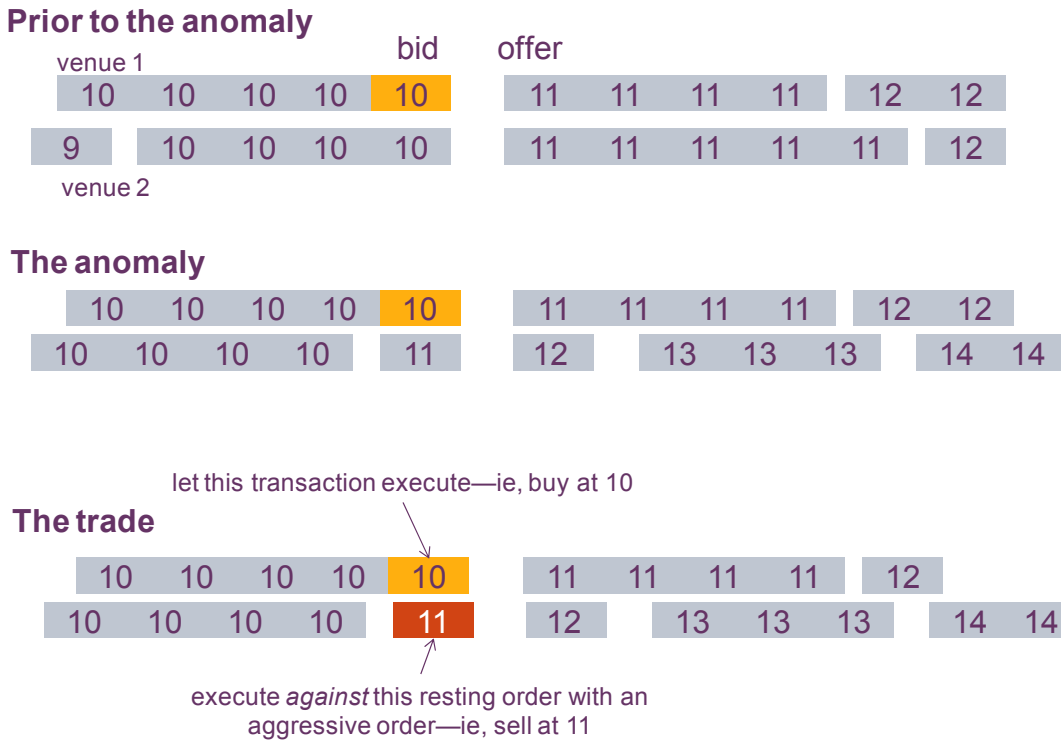 Prior to the anomaly
bid offer
venue 1
10 10 10 10 10 11 11 11 11 12 12
9 10 10 10 10 11 11 11 11 11 12
venue 2
The anomaly
10 10 10 10 10 11 11 11 11 12 12
10 10 10 10 11 12 13 13 13 14 14
let this transaction execute—ie, buy at 10
The trade
10 10 10 10 10 11 11 11 11 12
10 10 10 10 11 12 13 13 13 14 14
execute against this resting order with an
aggressive order—ie, sell at 11